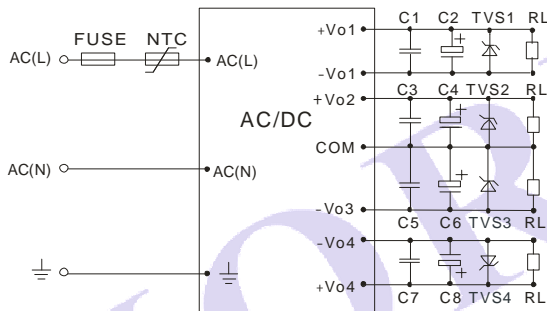 +Vo1 C1 C2 TVS1 RL
FUSE NTC
+
AC(L) AC(L)
-Vo1
+Vo2 C3 C4 TVS2 RL
+
AC/DC
COM
AC(N) AC(N)
+
-Vo3
C5 C6 TVS3 RL
-Vo4
+
+Vo4
C7 C8 TVS4 RL